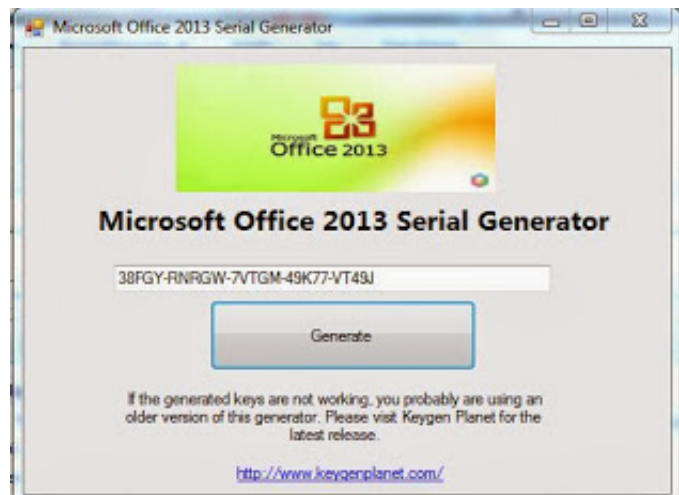 Microsoft Office 2013 Serial Generator
Microsoft
Office 2013
Microsoft Office 2013 Serial Generator
38FGY-RNRGW-7VTGM-49K77-VT49J
Generate
If the generated keys are not working, you probably are using an
older version of this generator. Please visit Keygen Planet for the
latest release.
http://www.keygenplanet.com/